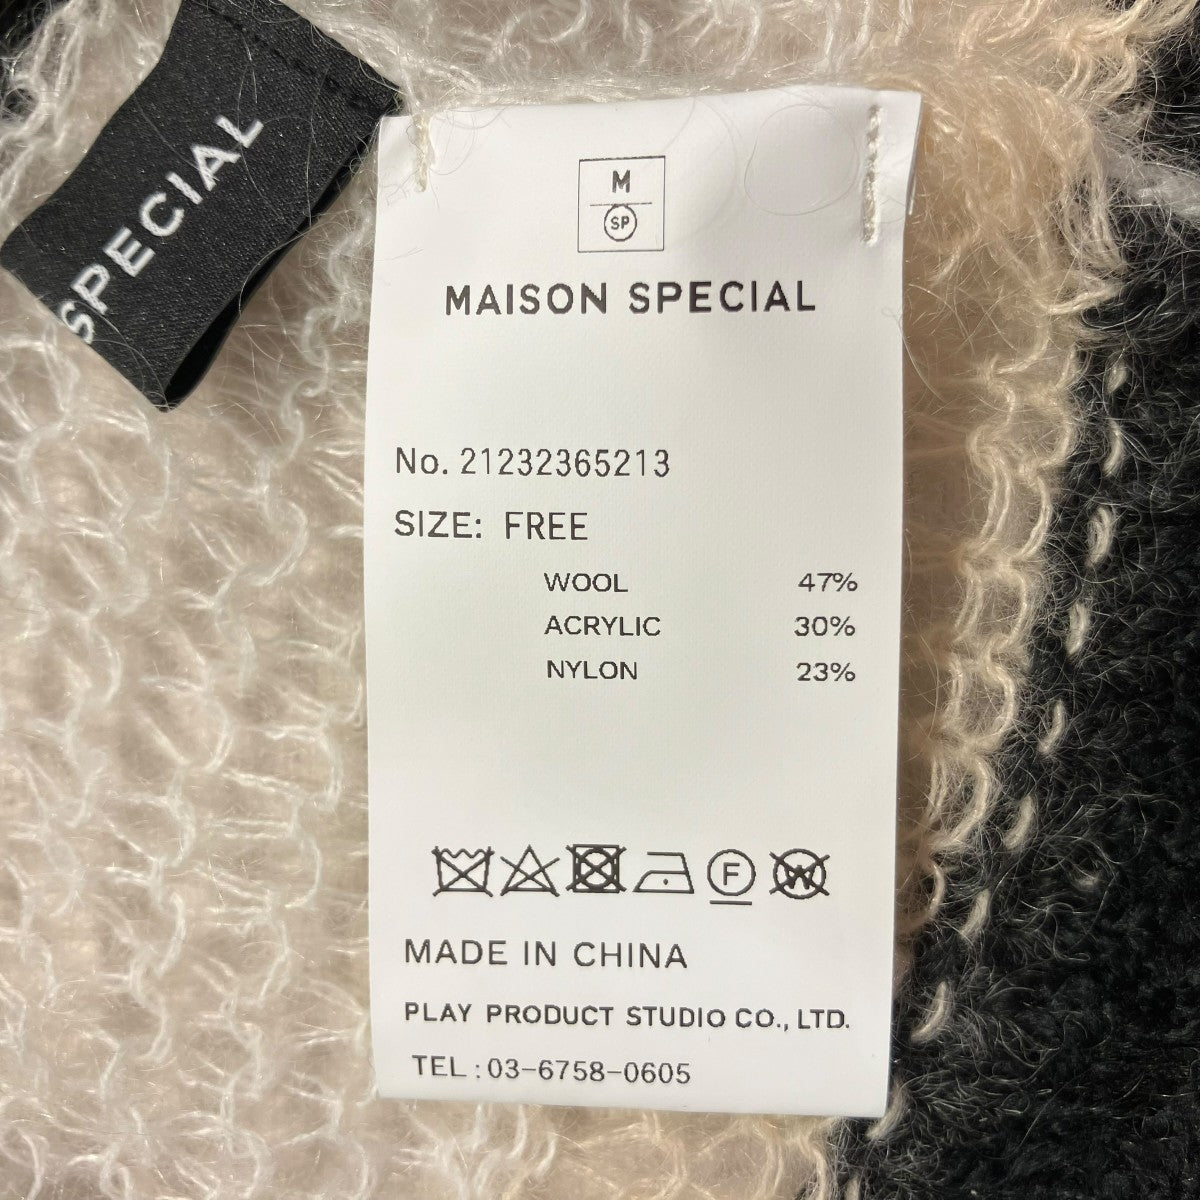 SPECIAL
M
SP
MAISON SPECIAL
No. 21232365213
SIZE: FREE
WOOL 47%
ACRYLIC 30%
NYLON 23%
F
W
MADE IN CHINA
PLAY PRODUCT STUDIO CO., LTD.
TEL : 03-6758-0605